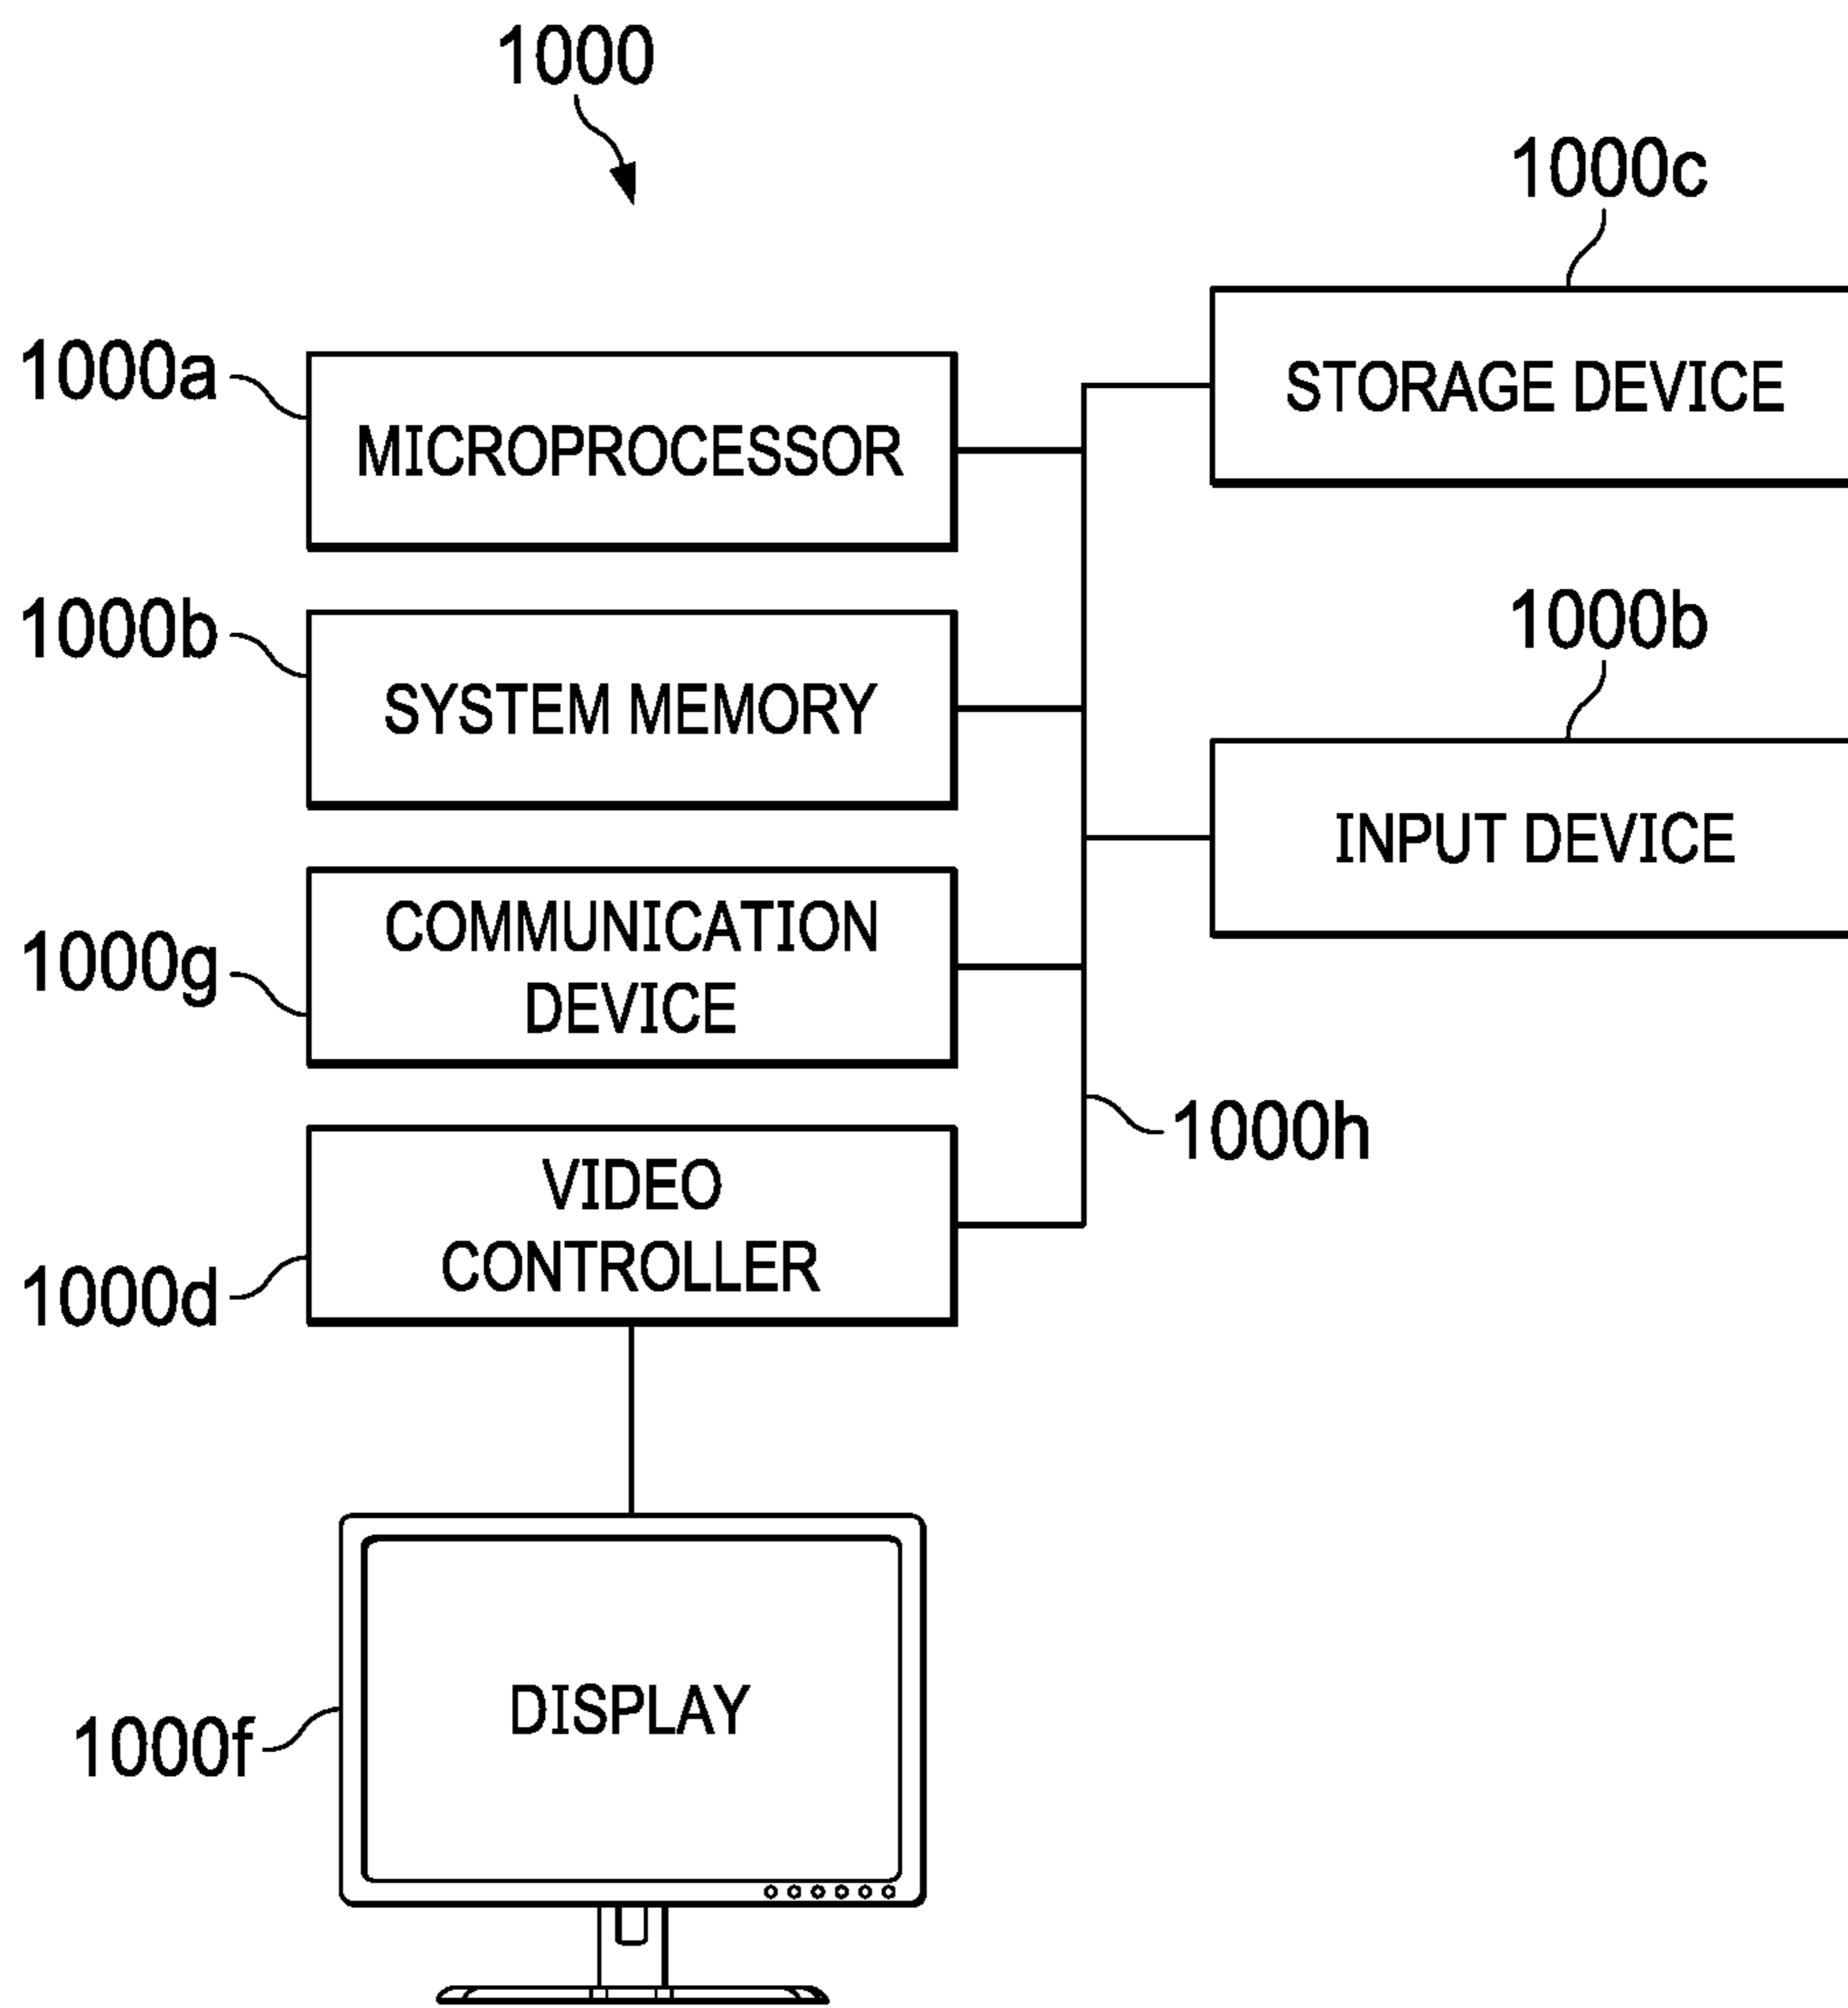 1000
1000c
1000a
MICROPROCESSOR
STORAGE DEVICE
1000b
SYSTEM MEMORY
1000b
INPUT DEVICE
1000g
COMMUNICATION
DEVICE
1000h
1000d
VIDEO
CONTROLLER
1000f
DISPLAY